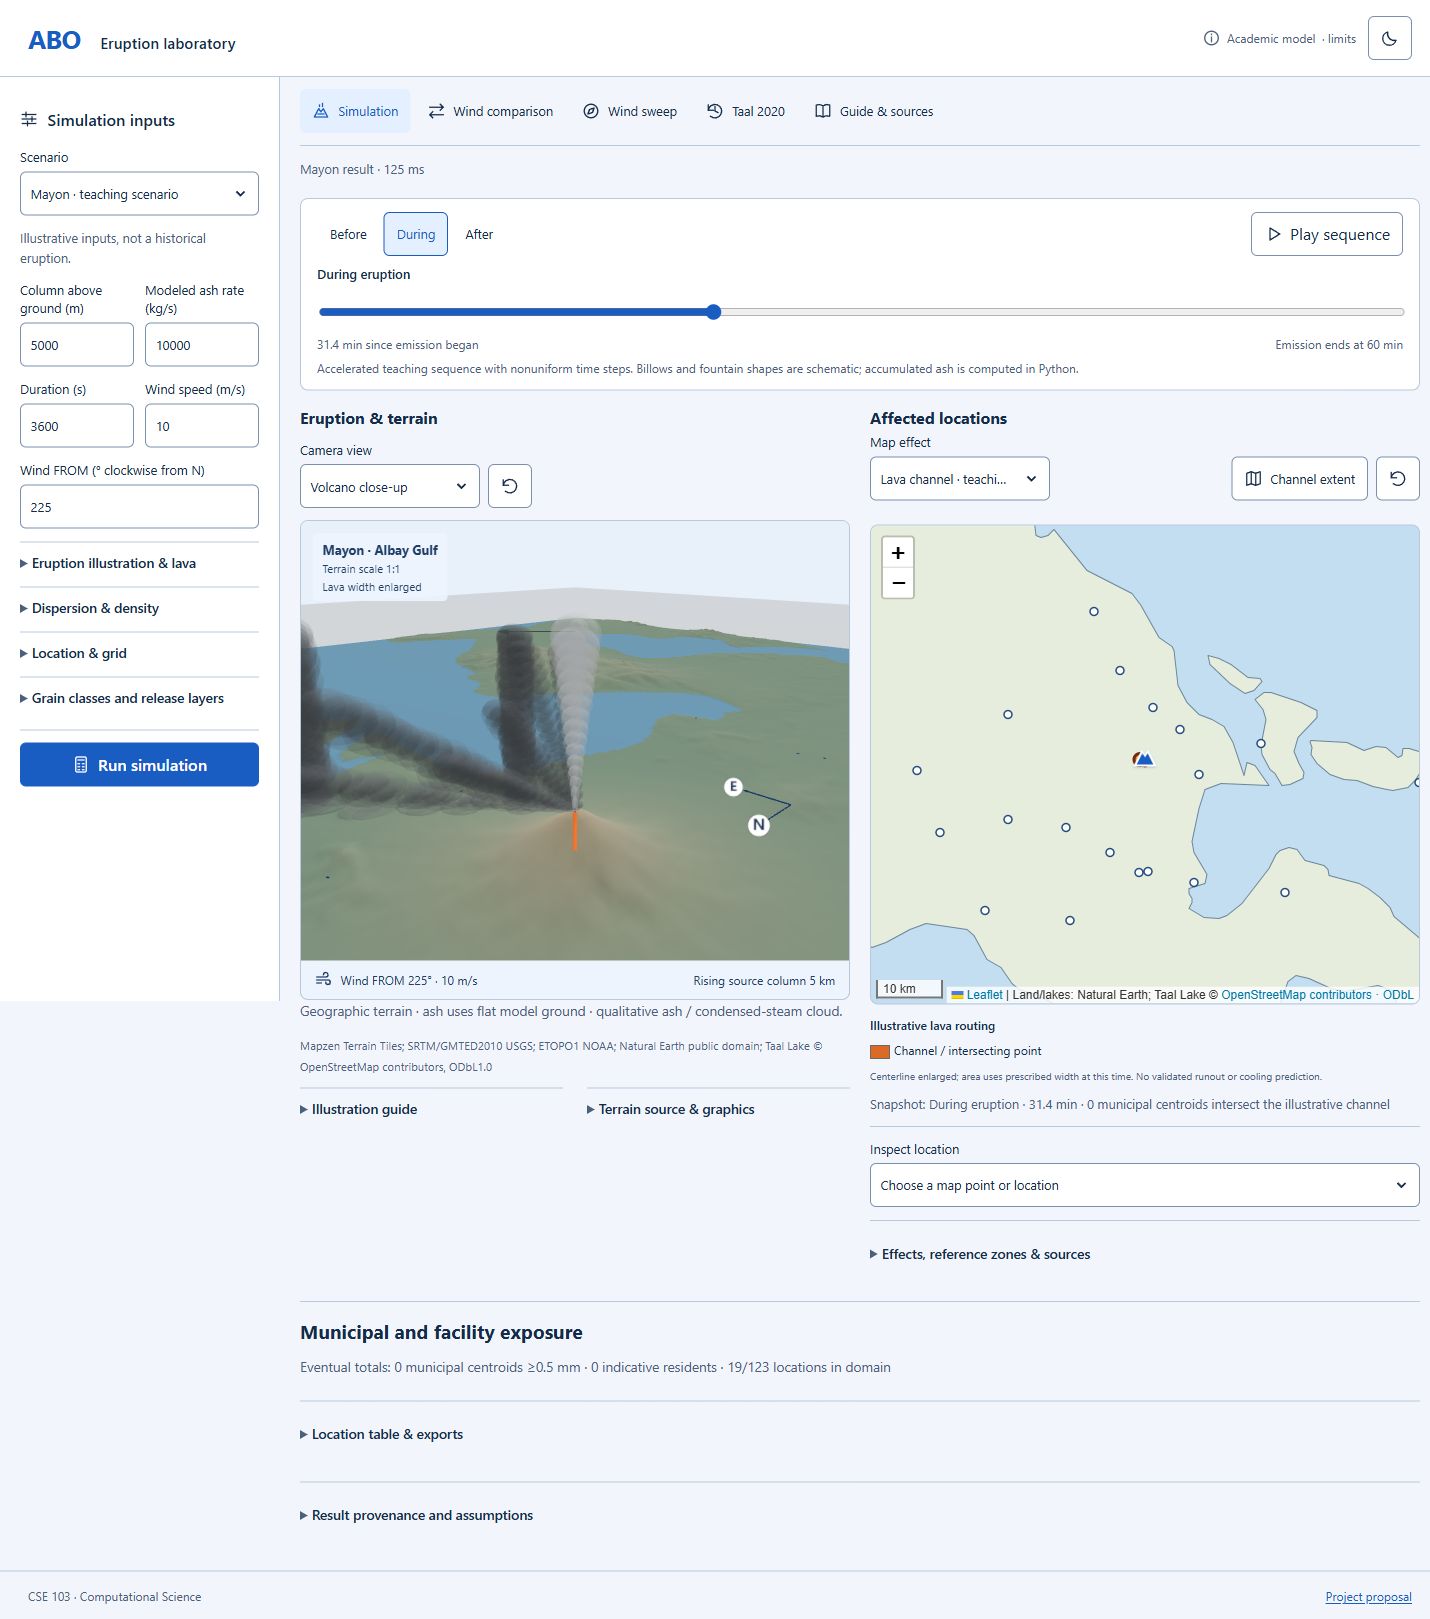 ABO Eruption laboratory
Academic model · limits
Simulation inputs
Scenario
Mayon · teaching scenario
Illustrative inputs, not a historical
eruption.
Column above
ground (m)
Modeled ash rate
(kg/s)
5000
10000
Duration (s)
Wind speed (m/s)
3600
10
Wind FROM (° clockwise from N)
225
Eruption illustration & lava
Dispersion & density
Location & grid
Grain classes and release layers
Run simulation
Simulation
Wind comparison
Wind sweep
Taal 2020
Guide & sources
Mayon result · 125 ms
Before
During
After
Play sequence
During eruption
31.4 min since emission began
Emission ends at 60 min
Accelerated teaching sequence with nonuniform time steps. Billows and fountain shapes are schematic; accumulated ash is computed in Python.
Eruption & terrain
Camera view
Volcano close-up
Mayon · Albay Gulf
Terrain scale 1:1
Lava width enlarged
E
N
Wind FROM 225° · 10 m/s
Rising source column 5 km
Geographic terrain · ash uses flat model ground · qualitative ash / condensed-steam cloud.
Mapzen Terrain Tiles; SRTM/GMTED2010 USGS; ETOPO1 NOAA; Natural Earth public domain; Taal Lake ©
OpenStreetMap contributors, ODbL1.0
Illustration guide
Terrain source & graphics
Affected locations
Map effect
Lava channel · teachi...
Channel extent
+
−
10 km
Leaflet | Land/lakes: Natural Earth; Taal Lake © OpenStreetMap contributors · ODbL
Illustrative lava routing
Channel / intersecting point
Centerline enlarged; area uses prescribed width at this time. No validated runout or cooling prediction.
Snapshot: During eruption · 31.4 min · 0 municipal centroids intersect the illustrative channel
Inspect location
Choose a map point or location
Effects, reference zones & sources
Municipal and facility exposure
Eventual totals: 0 municipal centroids ≥0.5 mm · 0 indicative residents · 19/123 locations in domain
Location table & exports
Result provenance and assumptions
CSE 103 · Computational Science
Project proposal